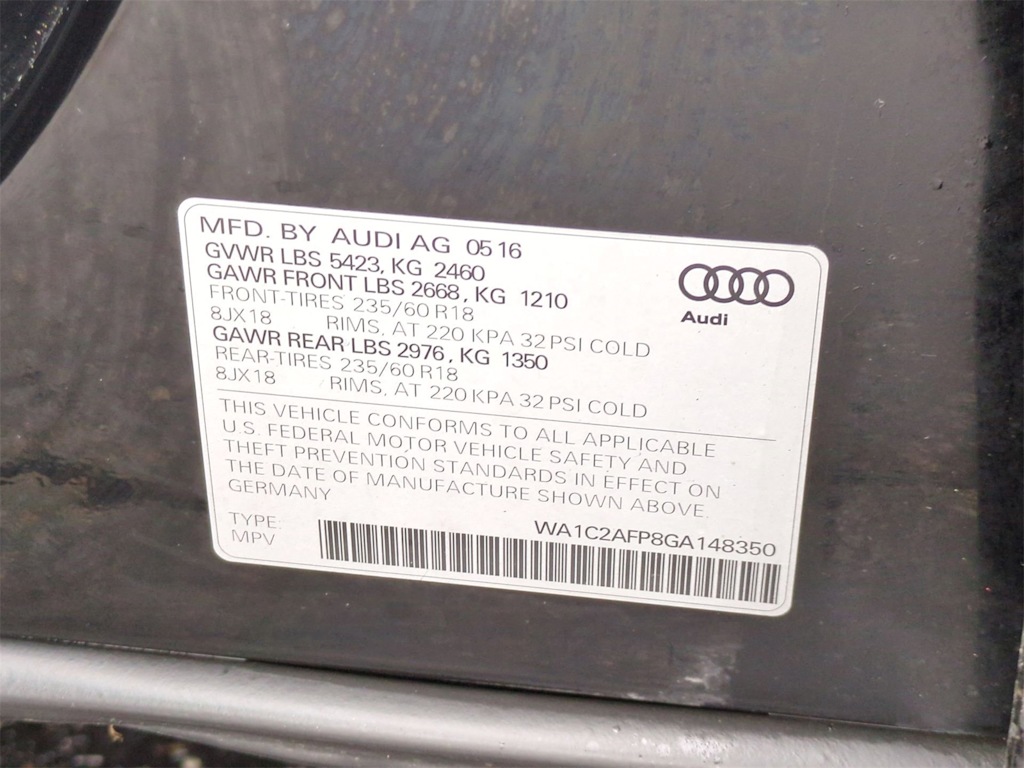 MFD. BY AUDI AG 05 16
GVWR LBS 5423, KG 2460
GAWR FRONT LBS 2668, KG 1210
FRONT-TIRES 235/60 R18
8JX18 RIMS, AT 220 KPA 32 PSI COLD
GAWR REAR LBS 2976, KG 1350
REAR-TIRES 235/60 R18
8JX18 RIMS, AT 220 KPA 32 PSI COLD
Audi
THIS VEHICLE CONFORMS TO ALL APPLICABLE
U.S. FEDERAL MOTOR VEHICLE SAFETY AND
THEFT PREVENTION STANDARDS IN EFFECT ON
THE DATE OF MANUFACTURE SHOWN ABOVE.
GERMANY
TYPE:
MPV
WA1C2AFP8GA148350